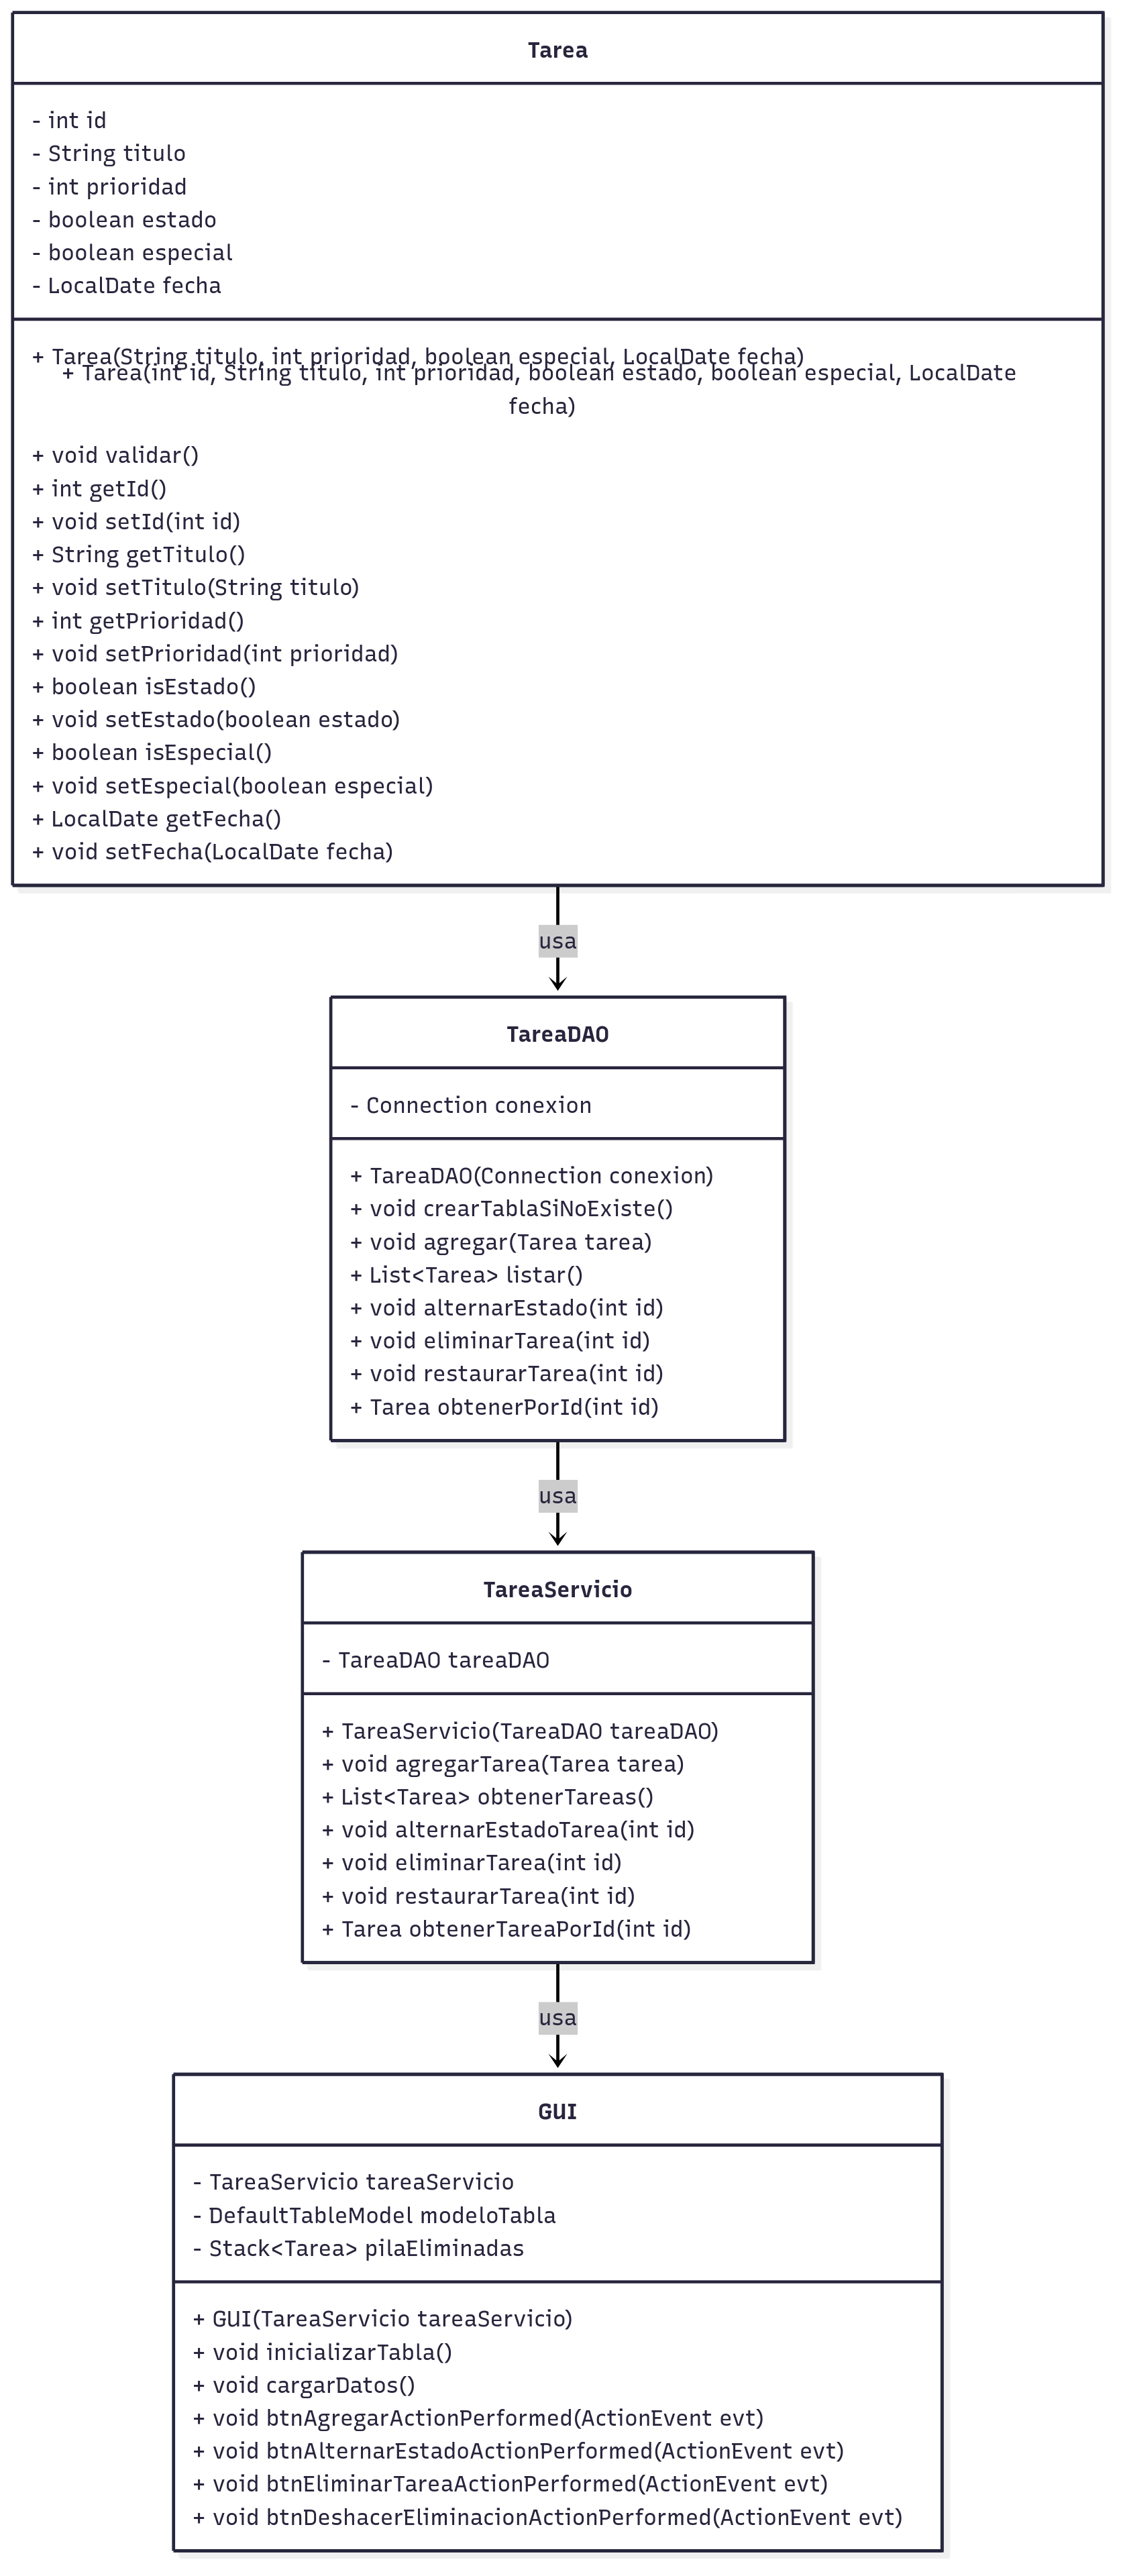 Tarea
- int id
- String titulo
- int prioridad
- boolean estado
- boolean especial
- LocalDate fecha
+ Tarea(String titulo, int prioridad, boolean especial, LocalDate fecha)
+ Tarea(int id, String titulo, int prioridad, boolean estado, boolean especial, LocalDate
fecha)
+ void validar()
+ int getId()
+ void setId(int id)
+ String getTitulo()
+ void setTitulo(String titulo)
+ int getPrioridad()
+ void setPrioridad(int prioridad)
+ boolean isEstado()
+ void setEstado(boolean estado)
+ boolean isEspecial()
+ void setEspecial(boolean especial)
+ LocalDate getFecha()
+ void setFecha(LocalDate fecha)
usa
TareaDAO
- Connection conexion
+ TareaDAO(Connection conexion)
+ void crearTablaSiNoExiste()
+ void agregar(Tarea tarea)
+ List<Tarea> listar()
+ void alternarEstado(int id)
+ void eliminarTarea(int id)
+ void restaurarTarea(int id)
+ Tarea obtenerPorId(int id)
usa
TareaServicio
- TareaDAO tareaDAO
+ TareaServicio(TareaDAO tareaDAO)
+ void agregarTarea(Tarea tarea)
+ List<Tarea> obtenerTareas()
+ void alternarEstadoTarea(int id)
+ void eliminarTarea(int id)
+ void restaurarTarea(int id)
+ Tarea obtenerTareaPorId(int id)
usa
GUI
- TareaServicio tareaServicio
- DefaultTableModel modeloTabla
- Stack<Tarea> pilaEliminadas
+ GUI(TareaServicio tareaServicio)
+ void inicializarTabla()
+ void cargarDatos()
+ void btnAgregarActionPerformed(ActionEvent evt)
+ void btnAlternarEstadoActionPerformed(ActionEvent evt)
+ void btnEliminarTareaActionPerformed(ActionEvent evt)
+ void btnDeshacerEliminacionActionPerformed(ActionEvent evt)